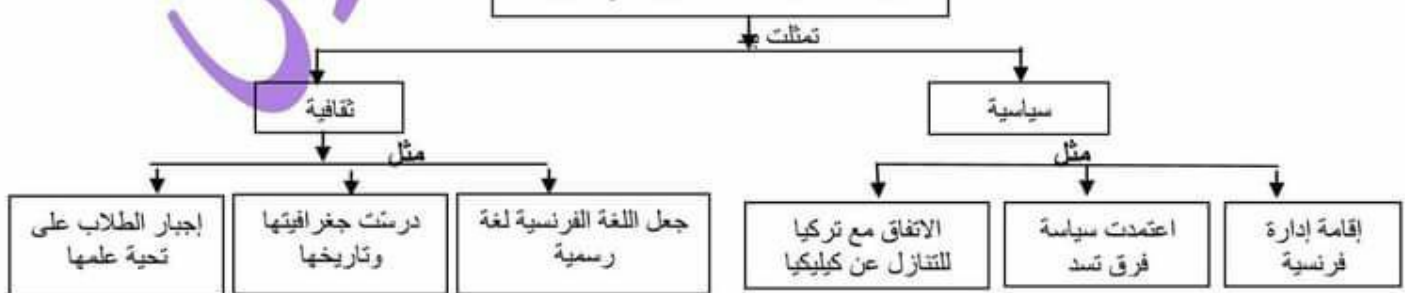 تمثلت بـ
سياسية
ثقافية
مثل
مثل
إقامة إدارة
فرنسية
اعتمدت سياسة
فرق تسد
الاتفاق مع تركيا
للتنازل عن كيليكيا
جعل اللغة الفرنسية لغة
رسمية
درست جغرافيتها
وتاريخها
إجبار الطلاب على
تحية علمها